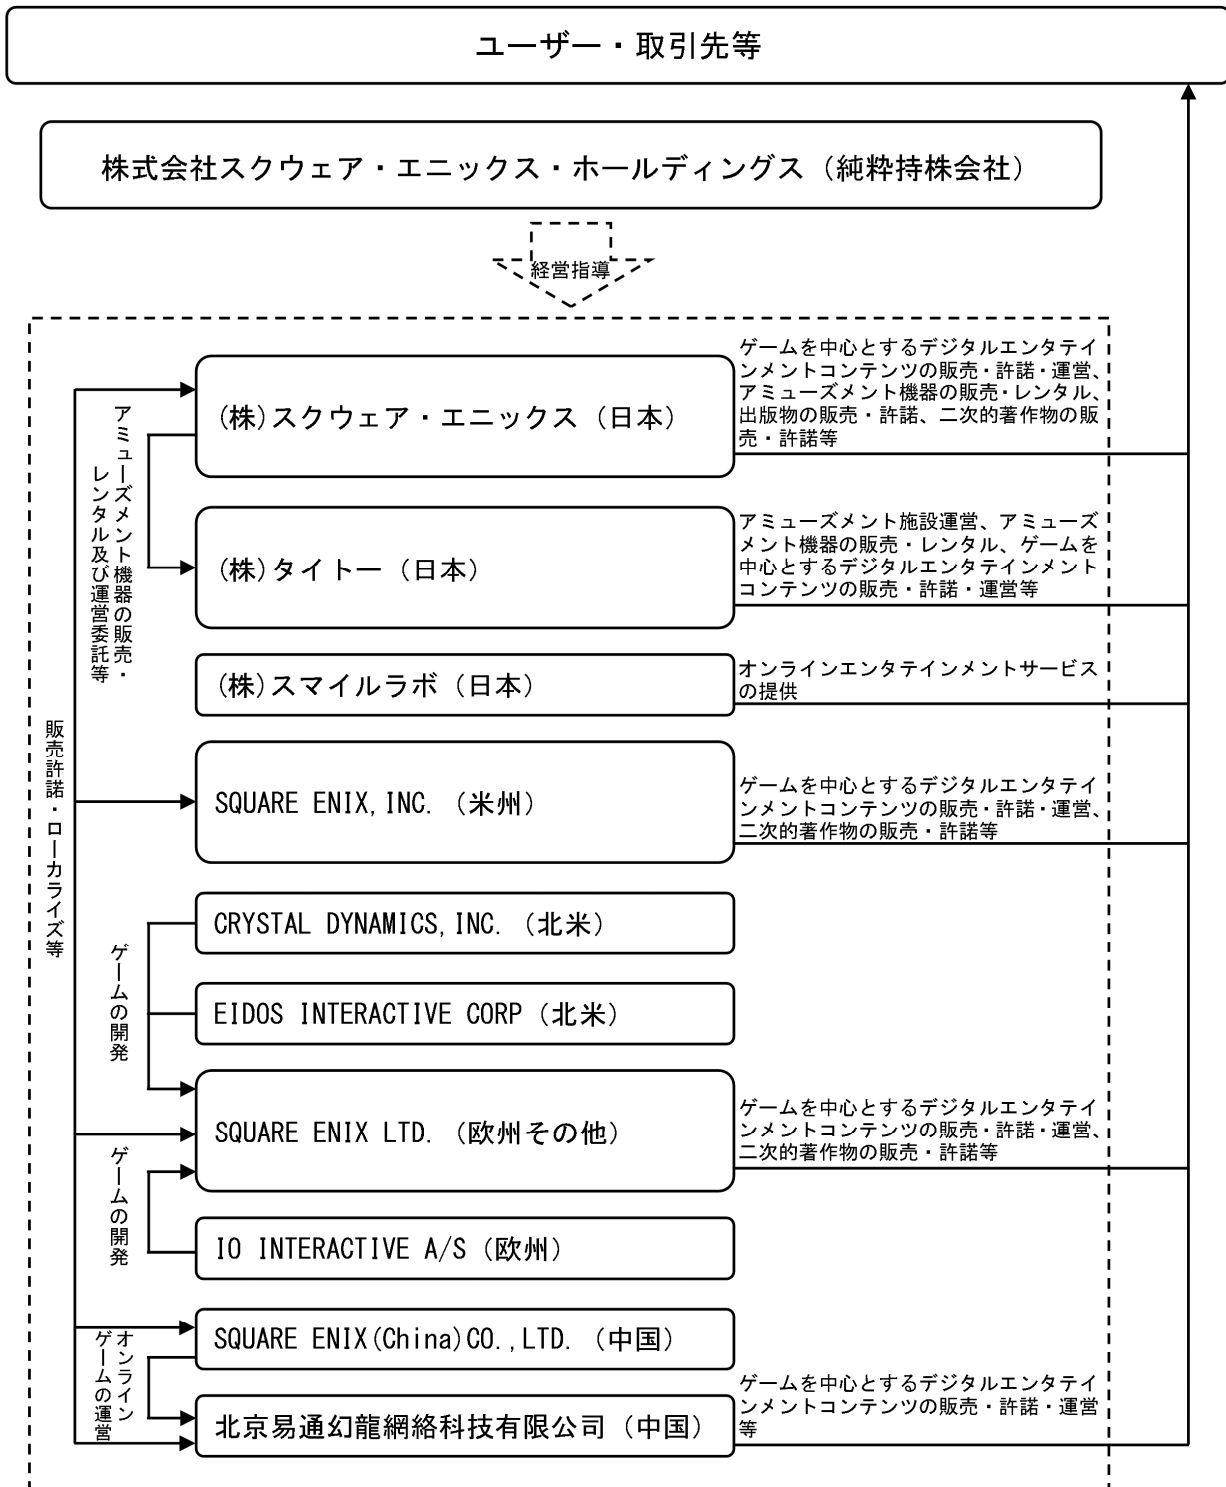 ユーザー・取引先等
株式会社スクウェア・エニックス・ホールディングス（純粋持株会社）
経営指導
(株)スクウェア・エニックス（日本）
ゲームを中心とするデジタルエンタテイ
ンメントコンテンツの販売・許諾・運営、
アミューズメント機器の販売・レンタル、
出版物の販売・許諾、二次的著作物の販
売・許諾等
アミューズメント機器の販売・
レンタル及び運営委託等
(株)タイトー（日本）
アミューズメント施設運営、アミューズ
メント機器の販売・レンタル、ゲームを
中心とするデジタルエンタテインメント
コンテンツの販売・許諾・運営等
(株)スマイルラボ（日本）
オンラインエンタテインメントサービス
の提供
販売許諾・ローカライズ等
SQUARE ENIX,INC.（米州）
ゲームを中心とするデジタルエンタテイ
ンメントコンテンツの販売・許諾・運営、
二次的著作物の販売・許諾等
CRYSTAL DYNAMICS,INC.（北米）
ゲームの開発
EIDOS INTERACTIVE CORP（北米）
SQUARE ENIX LTD.（欧州その他）
ゲームを中心とするデジタルエンタテイ
ンメントコンテンツの販売・許諾・運営、
二次的著作物の販売・許諾等
ゲームの開発
IO INTERACTIVE A/S（欧州）
SQUARE ENIX(China)CO.,LTD.（中国）
オンライン
ゲームの運営
北京易通幻龍網絡科技有限公司（中国）
ゲームを中心とするデジタルエンタテイ
ンメントコンテンツの販売・許諾・運営
等